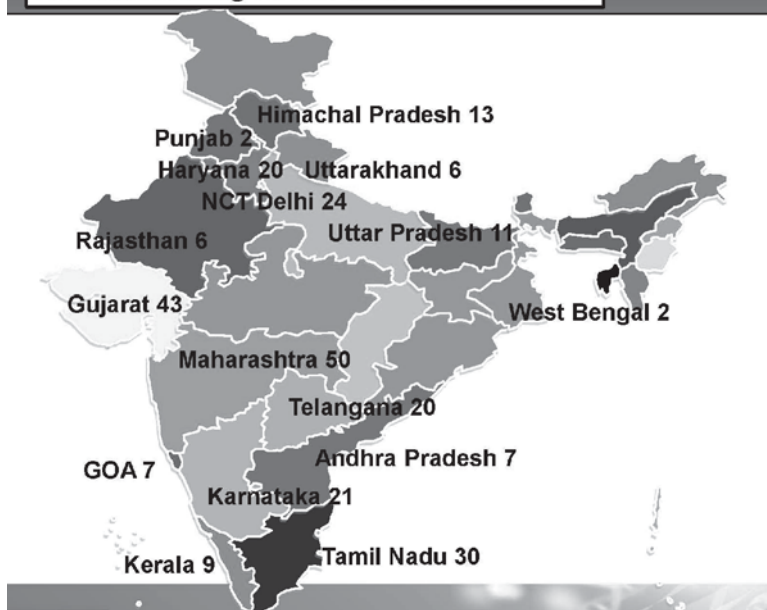 Himachal Pradesh 13
Punjab 2
Haryana 20
Uttarakhand 6
NCT Delhi 24
Rajasthan 6
Uttar Pradesh 11
Gujarat 43
West Bengal 2
Maharashtra 50
Telangana 20
GOA 7
Andhra Pradesh 7
Karnataka 21
Kerala 9
Tamil Nadu 30